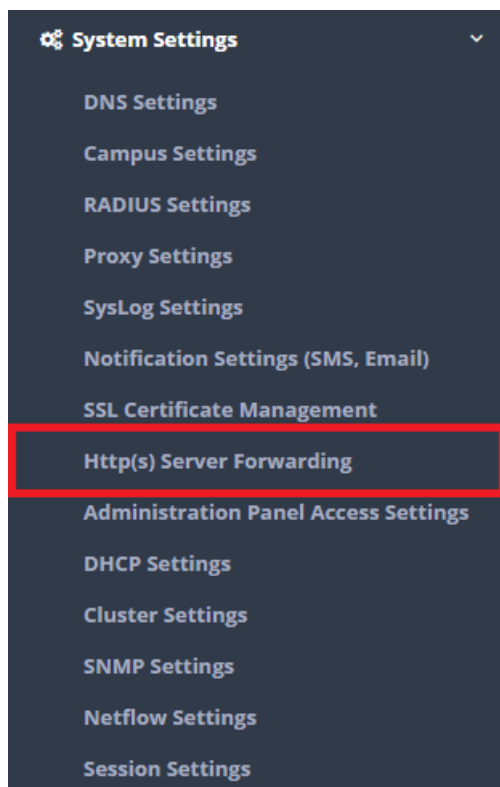 System Settings
DNS Settings
Campus Settings
RADIUS Settings
Proxy Settings
SysLog Settings
Notification Settings (SMS, Email)
SSL Certificate Management
Http(s) Server Forwarding
Administration Panel Access Settings
DHCP Settings
Cluster Settings
SNMP Settings
Netflow Settings
Session Settings